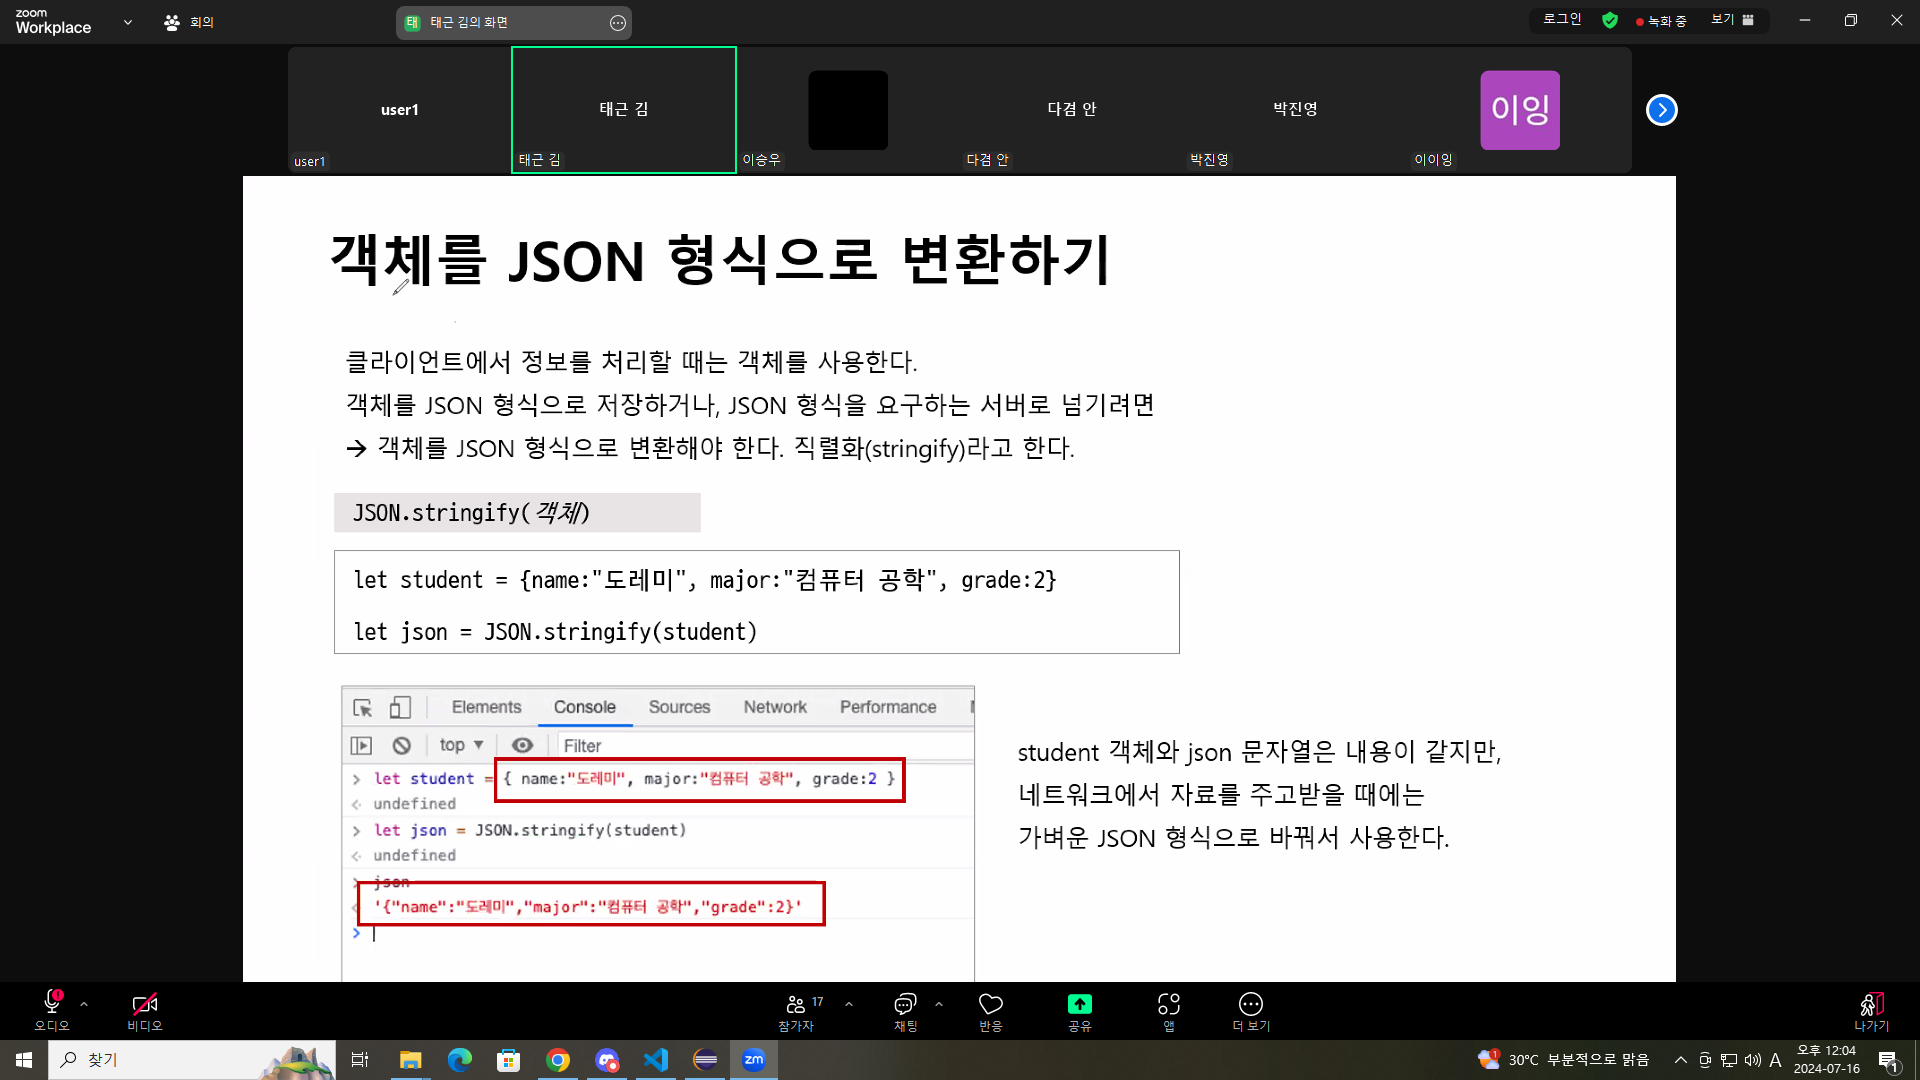 zoom
Workplace
회의
태 태근 김의 화면
로그인
녹화 중
보기
user1
태근 김
다겸 안
박진영
이잉
user1
태근 김
이승우
다겸 안
박진영
이이잉
객체를 JSON 형식으로 변환하기
클라이언트에서 정보를 처리할 때는 객체를 사용한다.
객체를 JSON 형식으로 저장하거나, JSON 형식을 요구하는 서버로 넘기려면
→ 객체를 JSON 형식으로 변환해야 한다. 직렬화(stringify)라고 한다.
JSON.stringify(객체)
let student = {name:"도레미", major:"컴퓨터 공학", grade:2}
let json = JSON.stringify(student)
Elements Console Sources Network Performance
top ▼ Filter
> let student = { name:"도레미", major:"컴퓨터 공학", grade:2 }
undefined
> let json = JSON.stringify(student)
undefined
> json
'{"name":"도레미","major":"컴퓨터 공학","grade":2}'
>
student 객체와 json 문자열은 내용이 같지만,
네트워크에서 자료를 주고받을 때에는
가벼운 JSON 형식으로 바꿔서 사용한다.
오디오
비디오
17
참가자
채팅
반응
공유
앱
더 보기
나가기
찾기
zm
1
30°C 부분적으로 맑음
A
오후 12:04
2024-07-16
1